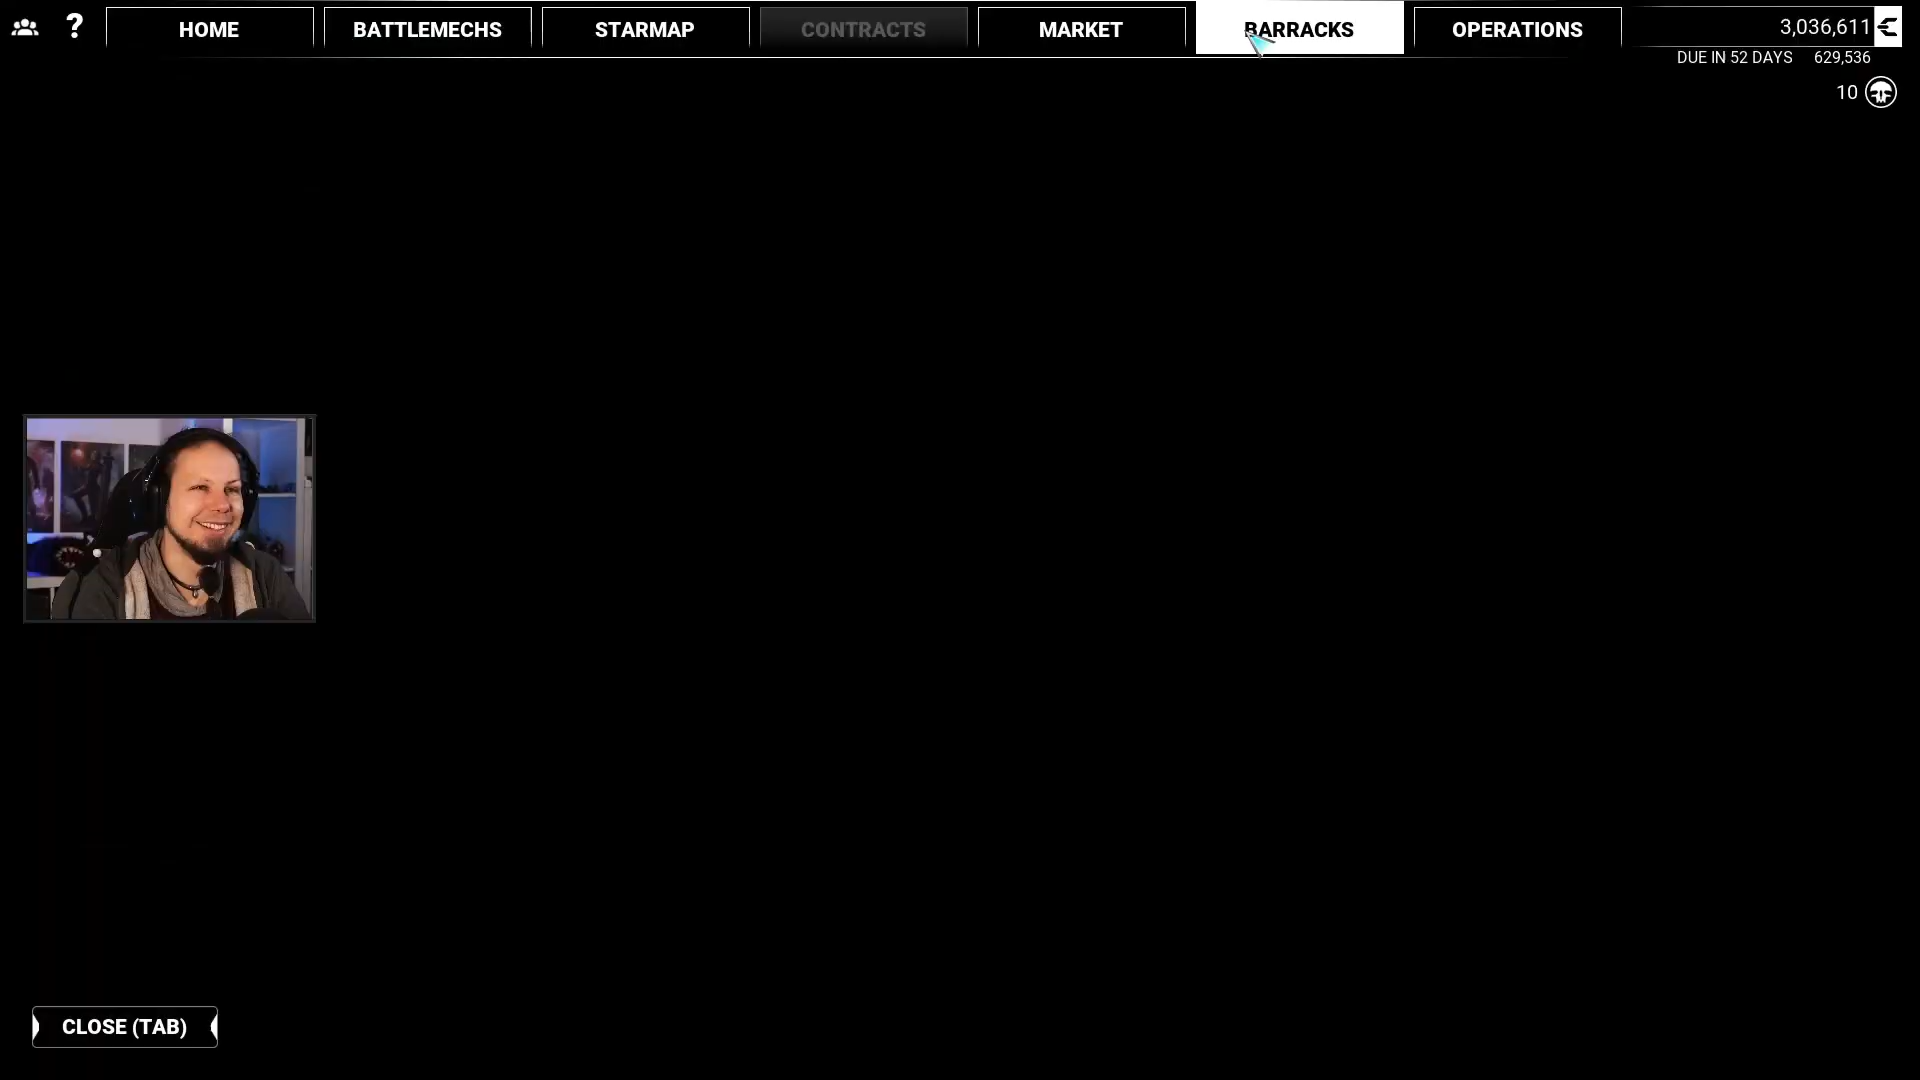 ?
HOME
BATTLEMECHS
STARMAP
CONTRACTS
MARKET
BARRACKS
OPERATIONS
3,036,611
DUE IN 52 DAYS 629,536
10
CLOSE (TAB)